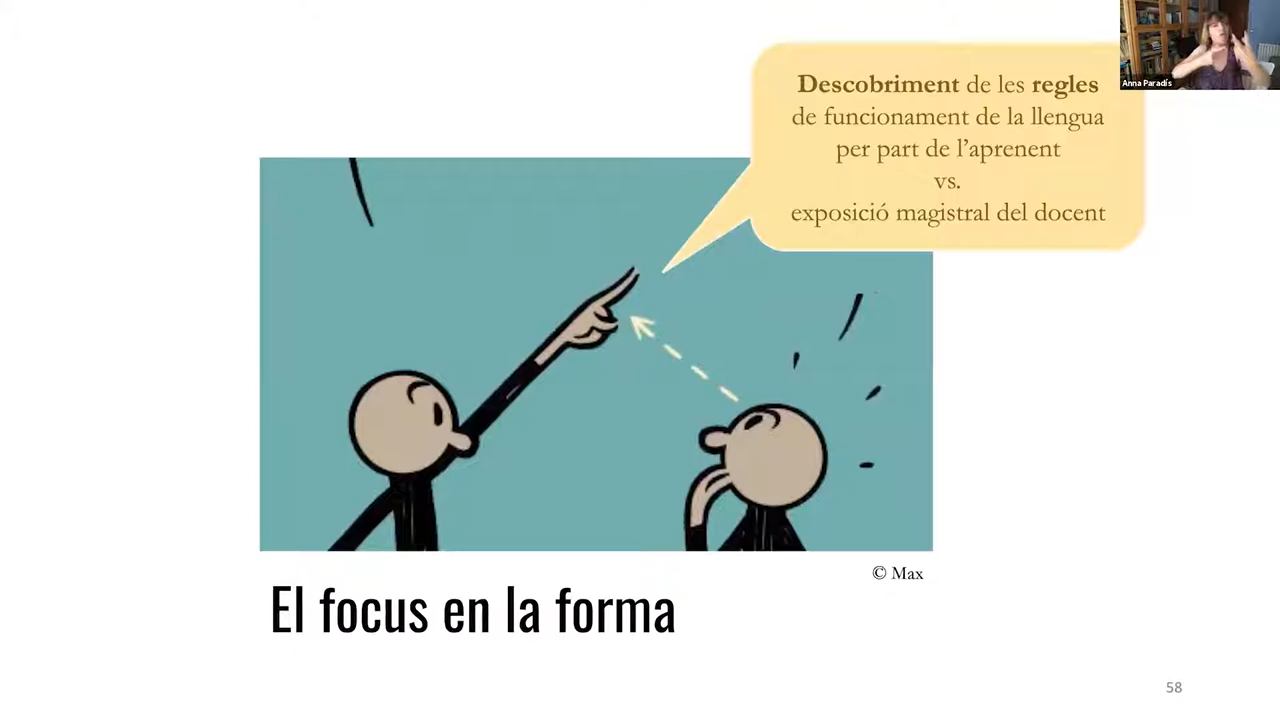 Anna Paradís
Descobriment de les regles
de funcionament de la llengua
per part de l'aprenent
vs.
exposició magistral del docent
© Max
El focus en la forma
58